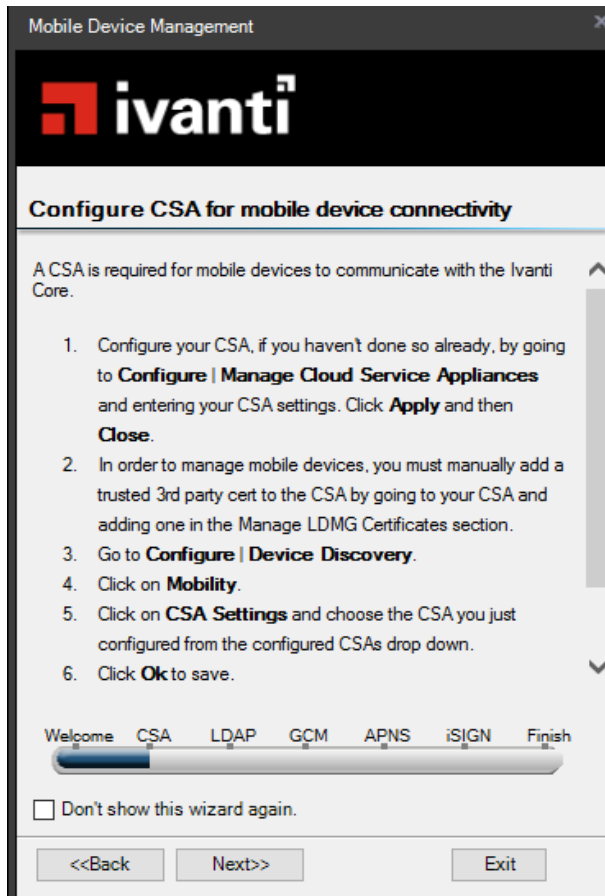 Mobile Device Management
ivanti
Configure CSA for mobile device connectivity
A CSA is required for mobile devices to communicate with the Ivanti
Core.
1. Configure your CSA, if you haven't done so already, by going
to Configure | Manage Cloud Service Appliances
and entering your CSA settings. Click Apply and then
Close.
2. In order to manage mobile devices, you must manually add a
trusted 3rd party cert to the CSA by going to your CSA and
adding one in the Manage LDMG Certificates section.
3. Go to Configure | Device Discovery.
4. Click on Mobility.
5. Click on CSA Settings and choose the CSA you just
configured from the configured CSAs drop down.
6. Click Ok to save.
Welcome CSA LDAP GCM APNS iSIGN Finish
Don't show this wizard again.
<<Back Next>> Exit